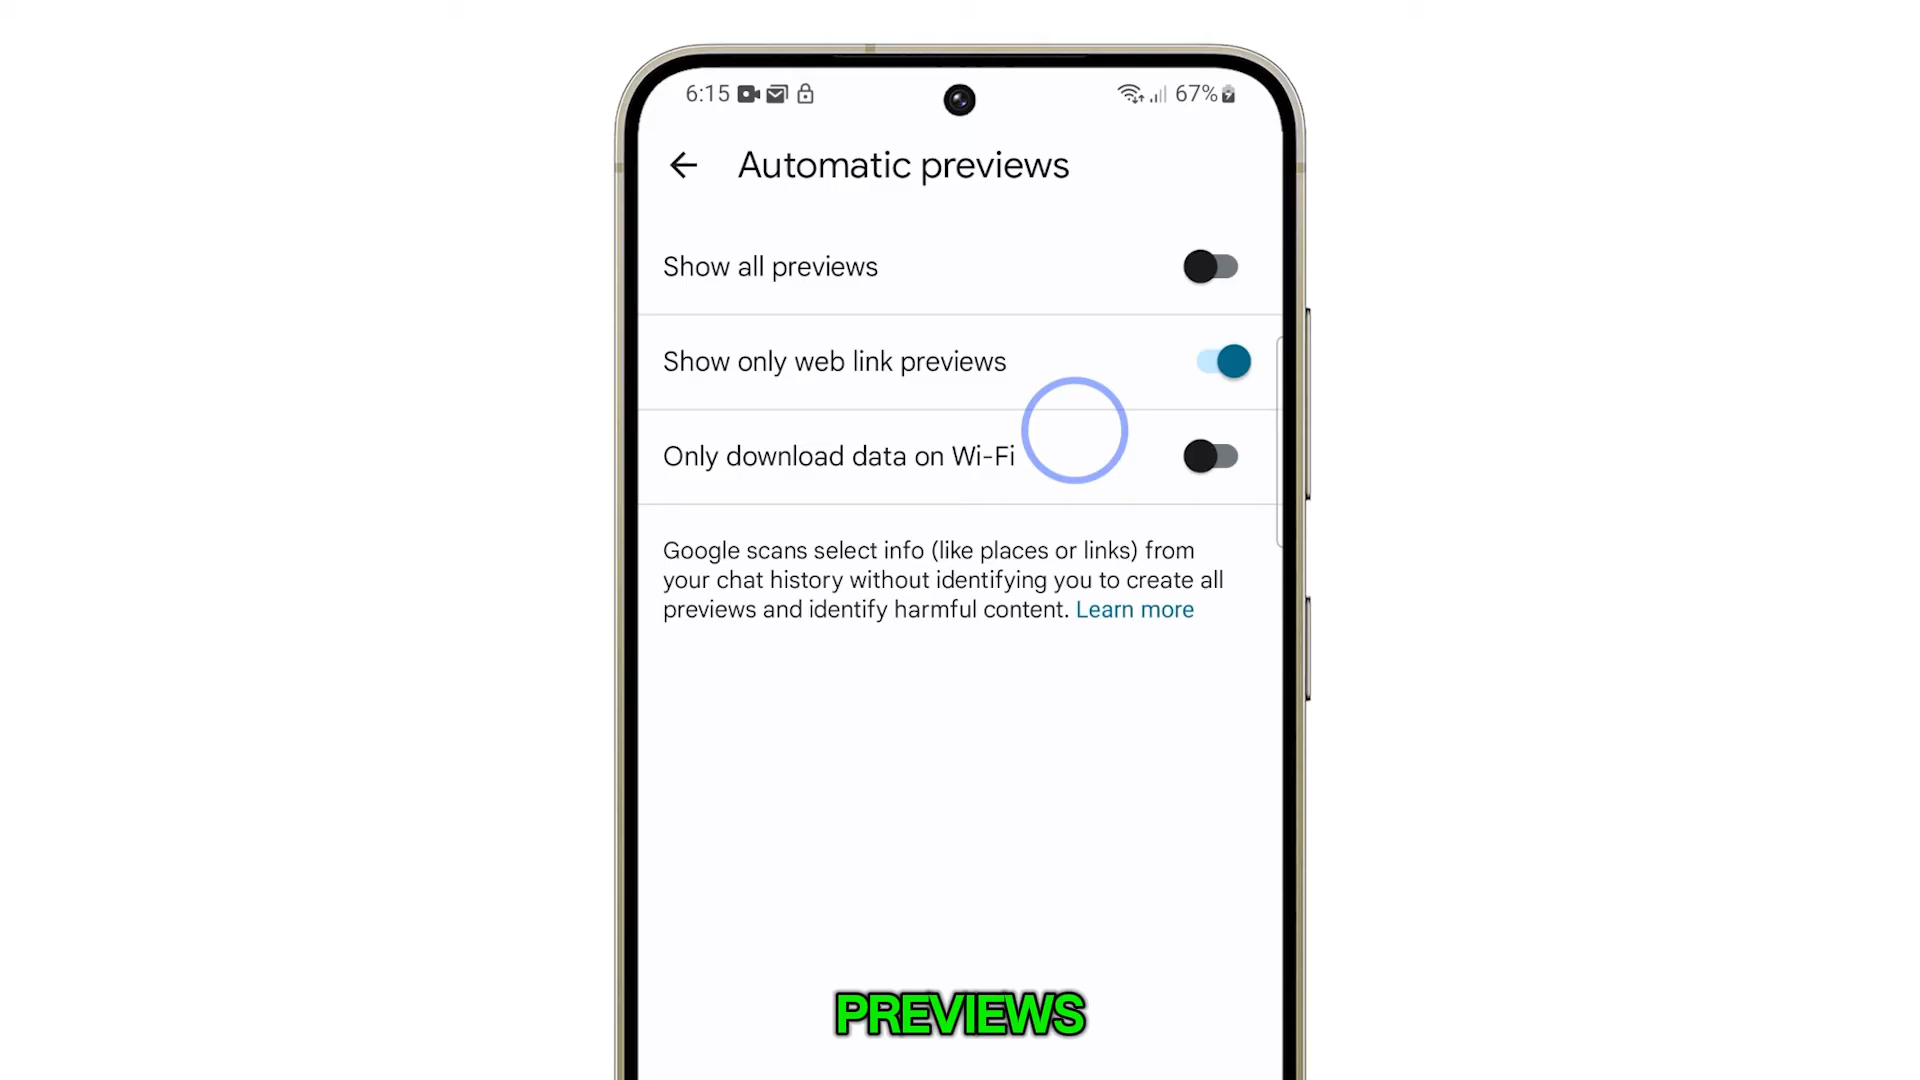 6:15
67%
Automatic previews
Show all previews
Show only web link previews
Only download data on Wi-Fi
Google scans select info (like places or links) from
your chat history without identifying you to create all
previews and identify harmful content. Learn more
PREVIEWS